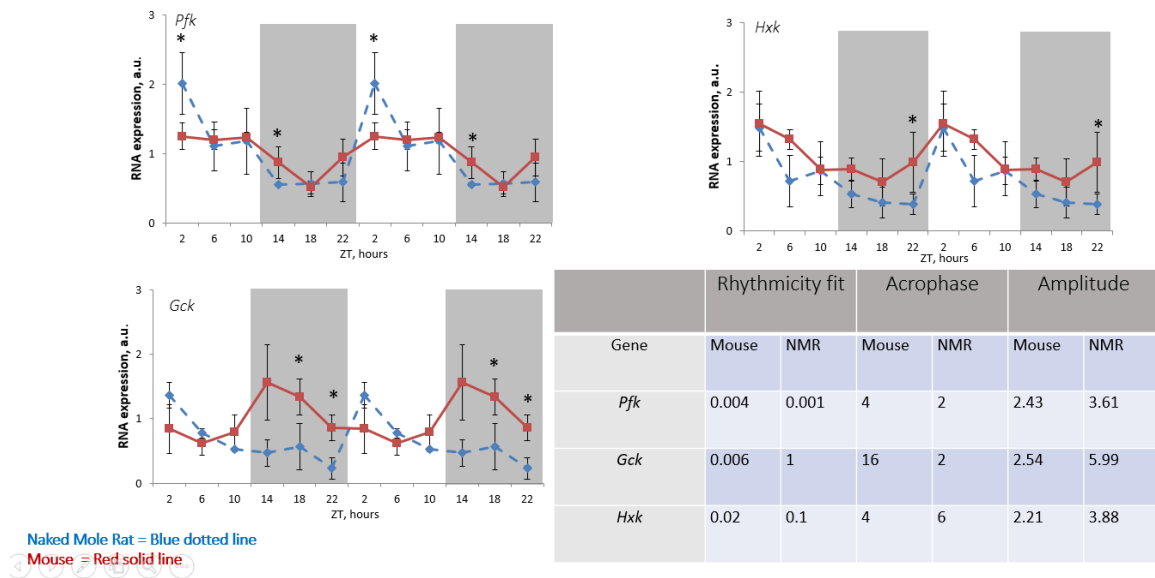 Pfk
3
2
1
0
RNA expression, a.u.
*
*
*
*
2 6 10 14 18 22 2 6 10 14 18 22
ZT, hours
Hxk
3
2
1
0
RNA expression, a.u.
*
*
2 6 10 14 18 22 2 6 10 14 18 22
ZT, hours
Gck
3
2
1
0
RNA expression, a.u.
*
*
*
*
2 6 10 14 18 22 2 6 10 14 18 22
ZT, hours
Rhythmicity fit Acrophase Amplitude
Gene Mouse NMR Mouse NMR Mouse NMR
Pfk 0.004 0.001 4 2 2.43 3.61
Gck 0.006 1 16 2 2.54 5.99
Hxk 0.02 0.1 4 6 2.21 3.88
Naked Mole Rat = Blue dotted line
Mouse = Red solid line